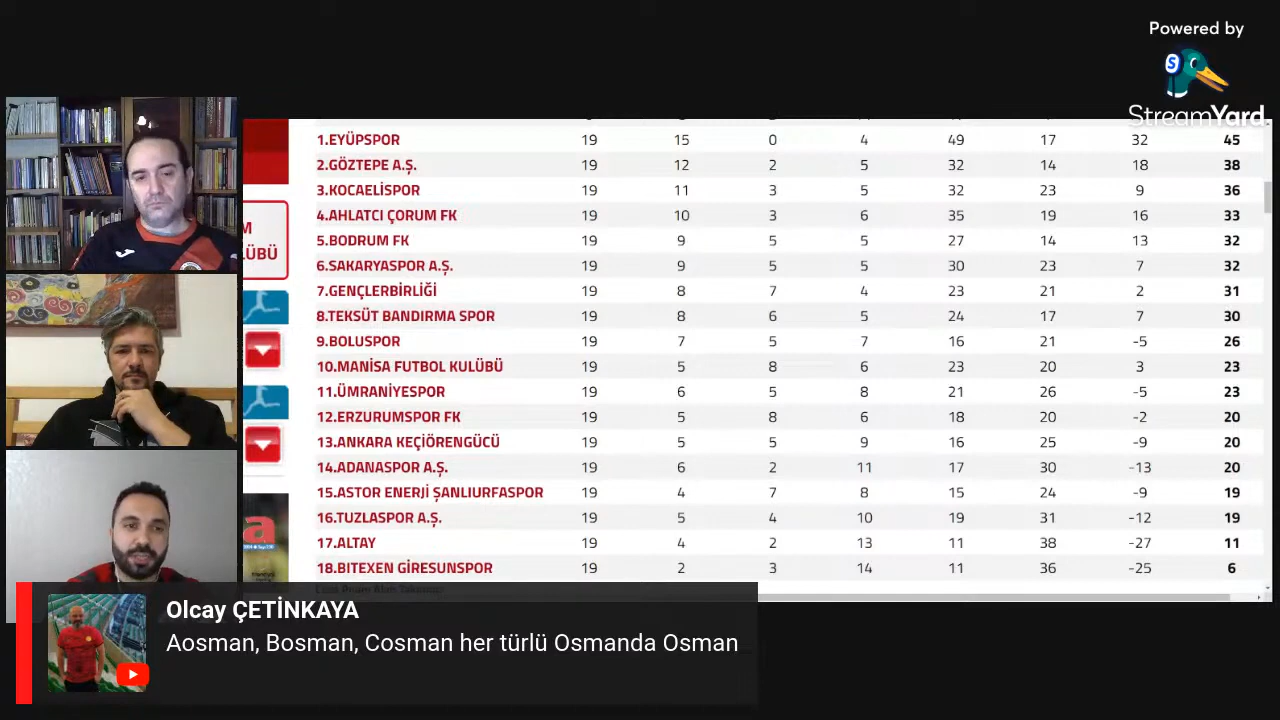 Powered by
StreamYard
1.EYÜPSPOR 19 15 0 4 49 17 32 45
2.GÖZTEPE A.Ş. 19 12 2 5 32 14 18 38
3.KOCAELİSPOR 19 11 3 5 32 23 9 36
4.AHLATCI ÇORUM FK 19 10 3 6 35 19 16 33
5.BODRUM FK 19 9 5 5 27 14 13 32
6.SAKARYASPOR A.Ş. 19 9 5 5 30 23 7 32
7.GENÇLERBİRLİĞİ 19 8 7 4 23 21 2 31
8.TEKSÜT BANDIRMA SPOR 19 8 6 5 24 17 7 30
9.BOLUSPOR 19 7 5 7 16 21 -5 26
10.MANİSA FUTBOL KULÜBÜ 19 5 8 6 23 20 3 23
11.ÜMRANİYESPOR 19 6 5 8 21 26 -5 23
12.ERZURUMSPOR FK 19 5 8 6 18 20 -2 20
13.ANKARA KEÇİÖRENGÜCÜ 19 5 5 9 16 25 -9 20
14.ADANASPOR A.Ş. 19 6 2 11 17 30 -13 20
15.ASTOR ENERJİ ŞANLIURFASPOR 19 4 7 8 15 24 -9 19
16.TUZLASPOR A.Ş. 19 5 4 10 19 31 -12 19
17.ALTAY 19 4 2 13 11 38 -27 11
18.BITEXEN GİRESUNSPOR 19 2 3 14 11 36 -25 6
Olcay ÇETİNKAYA
Aosman, Bosman, Cosman her türlü Osmanda Osman